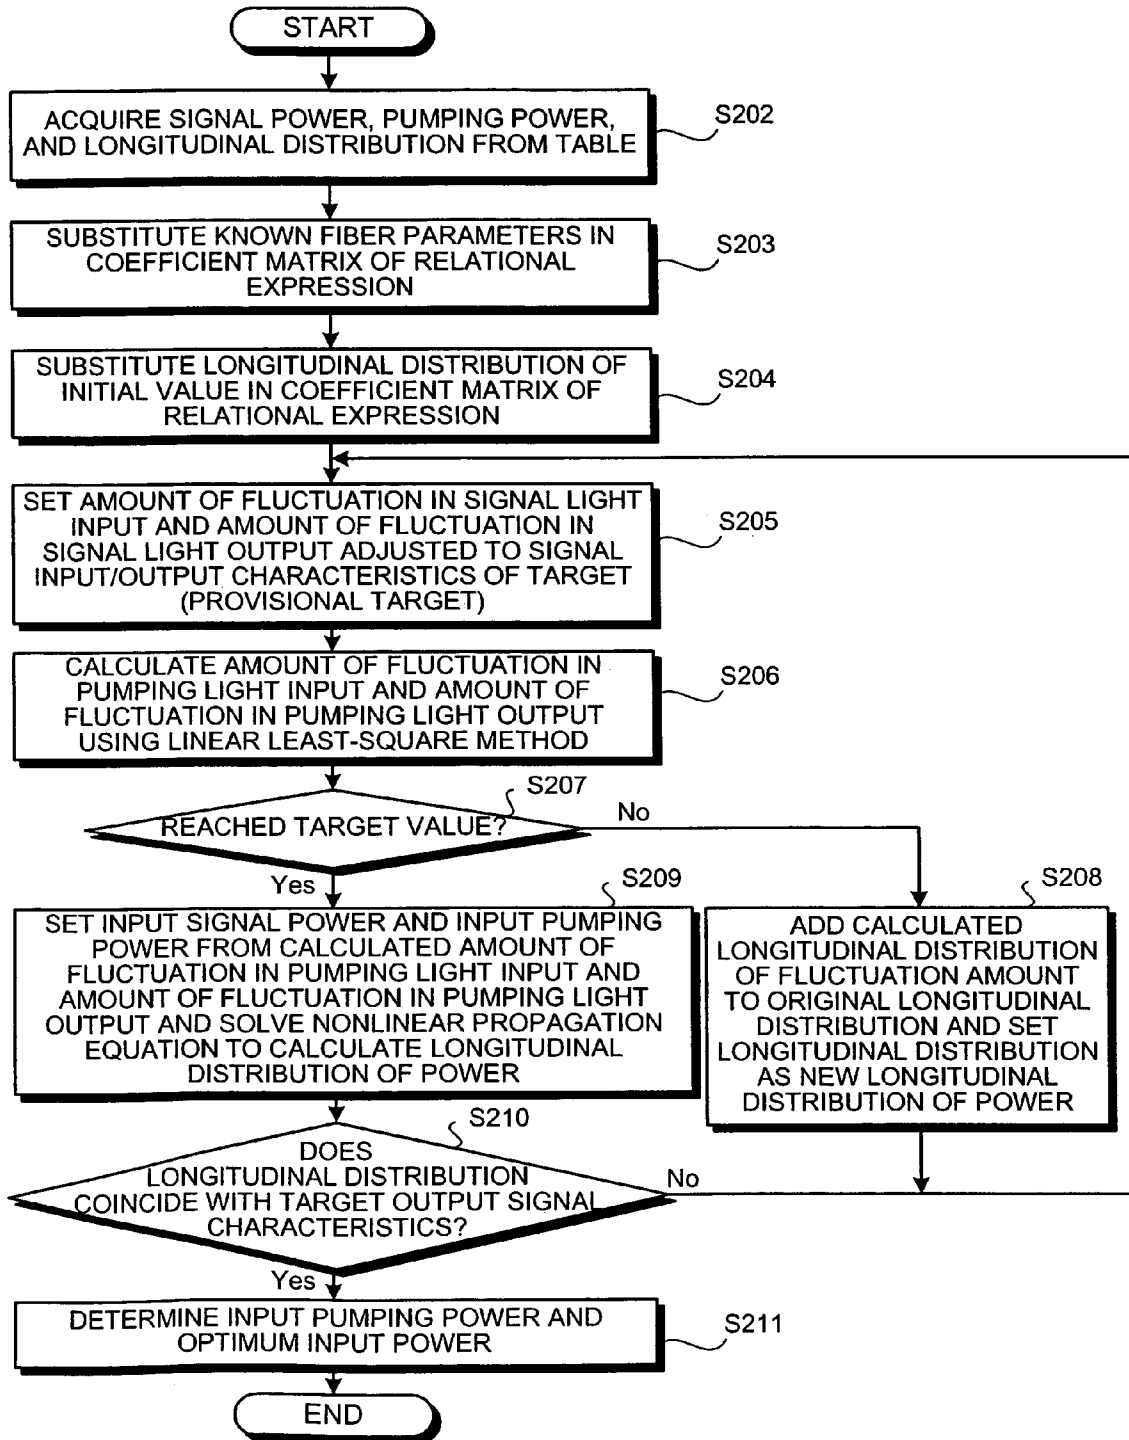 START
ACQUIRE SIGNAL POWER, PUMPING POWER,
AND LONGITUDINAL DISTRIBUTION FROM TABLE
S202
SUBSTITUTE KNOWN FIBER PARAMETERS IN
COEFFICIENT MATRIX OF RELATIONAL
EXPRESSION
S203
SUBSTITUTE LONGITUDINAL DISTRIBUTION OF
INITIAL VALUE IN COEFFICIENT MATRIX OF
RELATIONAL EXPRESSION
S204
SET AMOUNT OF FLUCTUATION IN SIGNAL LIGHT
INPUT AND AMOUNT OF FLUCTUATION IN
SIGNAL LIGHT OUTPUT ADJUSTED TO SIGNAL
INPUT/OUTPUT CHARACTERISTICS OF TARGET
(PROVISIONAL TARGET)
S205
CALCULATE AMOUNT OF FLUCTUATION IN
PUMPING LIGHT INPUT AND AMOUNT OF
FLUCTUATION IN PUMPING LIGHT OUTPUT
USING LINEAR LEAST-SQUARE METHOD
S206
S207
REACHED TARGET VALUE?
No
Yes
S209
SET INPUT SIGNAL POWER AND INPUT PUMPING
POWER FROM CALCULATED AMOUNT OF
FLUCTUATION IN PUMPING LIGHT INPUT AND
AMOUNT OF FLUCTUATION IN PUMPING LIGHT
OUTPUT AND SOLVE NONLINEAR PROPAGATION
EQUATION TO CALCULATE LONGITUDINAL
DISTRIBUTION OF POWER
S208
ADD CALCULATED
LONGITUDINAL DISTRIBUTION
OF FLUCTUATION AMOUNT
TO ORIGINAL LONGITUDINAL
DISTRIBUTION AND SET
LONGITUDINAL DISTRIBUTION
AS NEW LONGITUDINAL
DISTRIBUTION OF POWER
S210
DOES
LONGITUDINAL DISTRIBUTION
COINCIDE WITH TARGET OUTPUT SIGNAL
CHARACTERISTICS?
No
Yes
DETERMINE INPUT PUMPING POWER AND
OPTIMUM INPUT POWER
S211
END